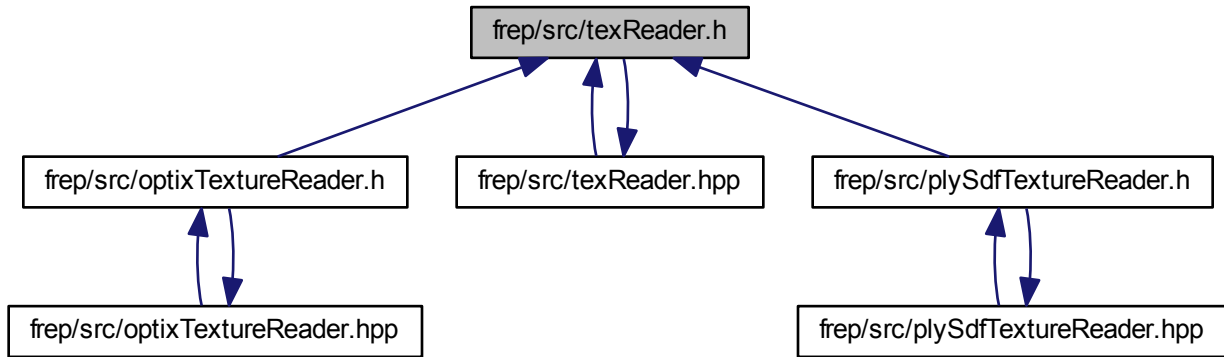 frep/src/texReader.h
frep/src/optixTextureReader.h
frep/src/texReader.hpp
frep/src/plySdfTextureReader.h
frep/src/optixTextureReader.hpp
frep/src/plySdfTextureReader.hpp